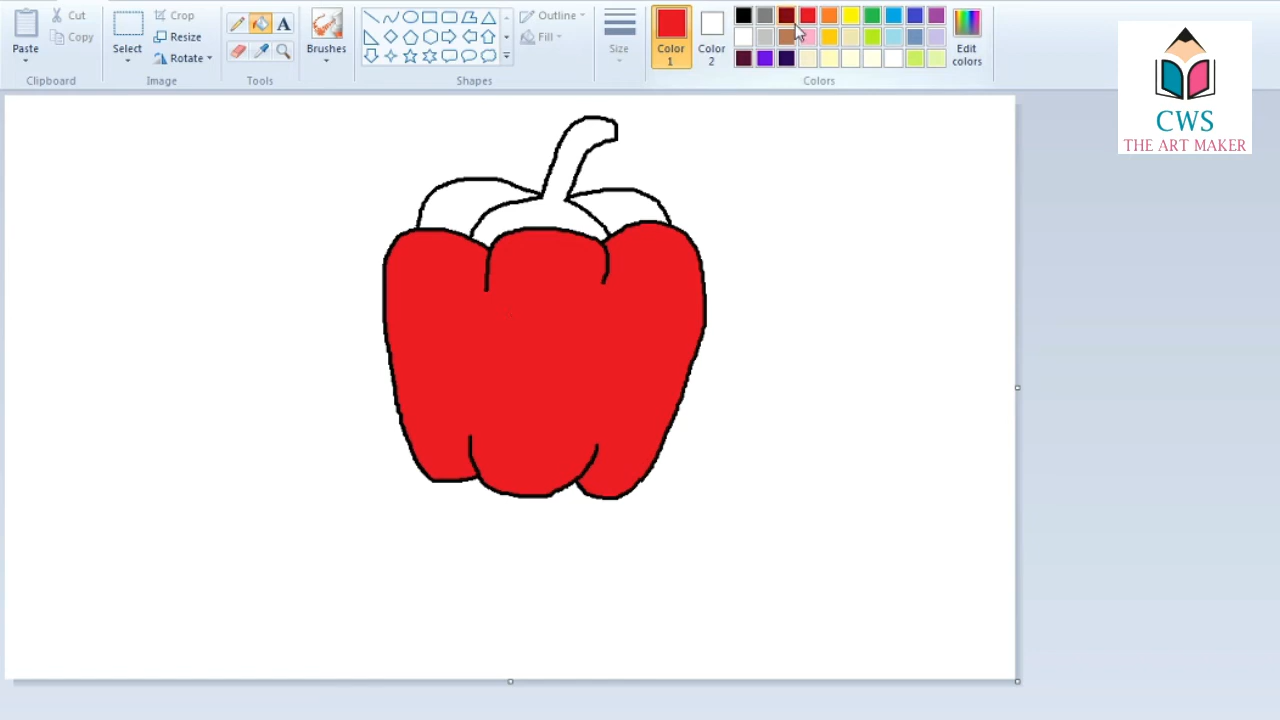 Paste
Clipboard
Cut
Copy
Select
Crop
Resize
Rotate
Image
A
Tools
Brushes
Shapes
Outline
Fill
Size
Color
1
Color
2
Colors
Edit
colors
CWS
THE ART MAKER